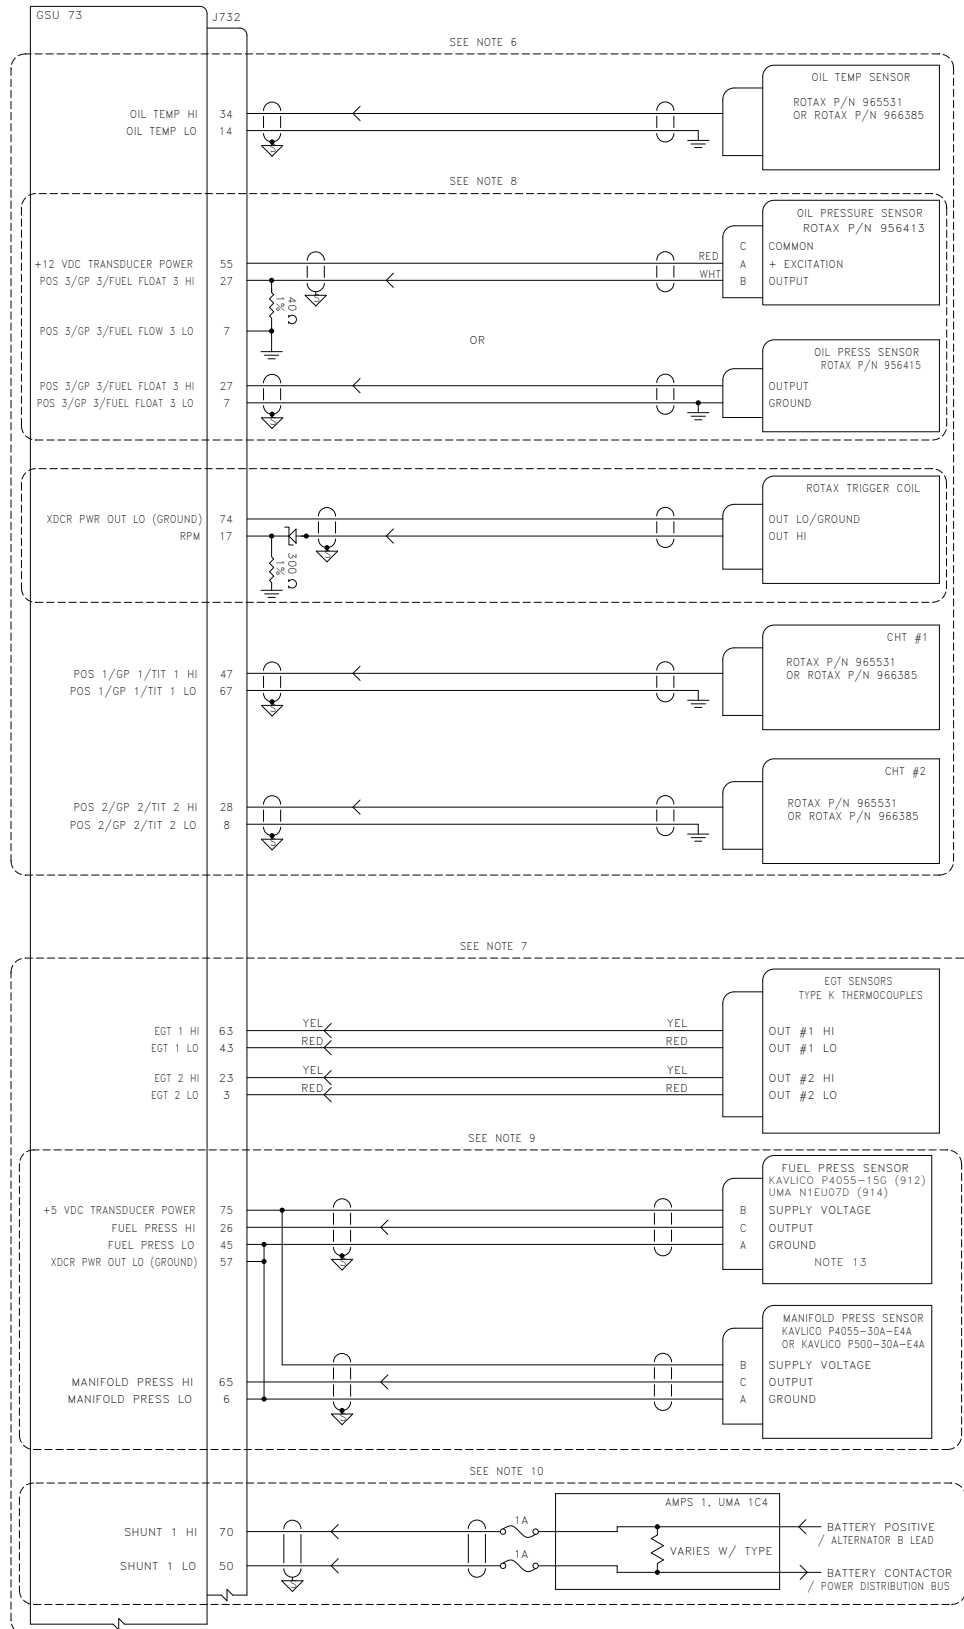 GSU 73
J732
SEE NOTE 6
OIL TEMP SENSOR
ROTAX P/N 965531
OR ROTAX P/N 966385
OIL TEMP HI 34
OIL TEMP LO 14
S
SEE NOTE 8
OIL PRESSURE SENSOR
ROTAX P/N 956413
C COMMON
+12 VDC TRANSDUCER POWER 55 RED A + EXCITATION
POS 3/GP 3/FUEL FLOAT 3 HI 27 WHT B OUTPUT
S
40 Ω
1%
POS 3/GP 3/FUEL FLOW 3 LO 7
OR
OIL PRESS SENSOR
ROTAX P/N 956415
POS 3/GP 3/FUEL FLOAT 3 HI 27 OUTPUT
POS 3/GP 3/FUEL FLOAT 3 LO 7 GROUND
S
ROTAX TRIGGER COIL
XDCR PWR OUT LO (GROUND) 74 OUT LO/GROUND
RPM 17 OUT HI
S
300 Ω
1%
CHT #1
ROTAX P/N 965531
OR ROTAX P/N 966385
POS 1/GP 1/TIT 1 HI 47
POS 1/GP 1/TIT 1 LO 67
S
CHT #2
ROTAX P/N 965531
OR ROTAX P/N 966385
POS 2/GP 2/TIT 2 HI 28
POS 2/GP 2/TIT 2 LO 8
S
SEE NOTE 7
EGT SENSORS
TYPE K THERMOCOUPLES
EGT 1 HI 63 YEL YEL OUT #1 HI
EGT 1 LO 43 RED RED OUT #1 LO
EGT 2 HI 23 YEL YEL OUT #2 HI
EGT 2 LO 3 RED RED OUT #2 LO
SEE NOTE 9
FUEL PRESS SENSOR
KAVLICO P4055-15G (912)
UMA N1EU07D (914)
+5 VDC TRANSDUCER POWER 75 B SUPPLY VOLTAGE
FUEL PRESS HI 26 C OUTPUT
FUEL PRESS LO 45 A GROUND
XDCR PWR OUT LO (GROUND) 57 S NOTE 13
MANIFOLD PRESS SENSOR
KAVLICO P4055-30A-E4A
OR KAVLICO P500-30A-E4A
B SUPPLY VOLTAGE
MANIFOLD PRESS HI 65 C OUTPUT
MANIFOLD PRESS LO 6 A GROUND
S
SEE NOTE 10
AMPS 1, UMA 1C4
SHUNT 1 HI 70 1A BATTERY POSITIVE
/ ALTERNATOR B LEAD
VARIES W/ TYPE
SHUNT 1 LO 50 1A BATTERY CONTACTOR
/ POWER DISTRIBUTION BUS
S